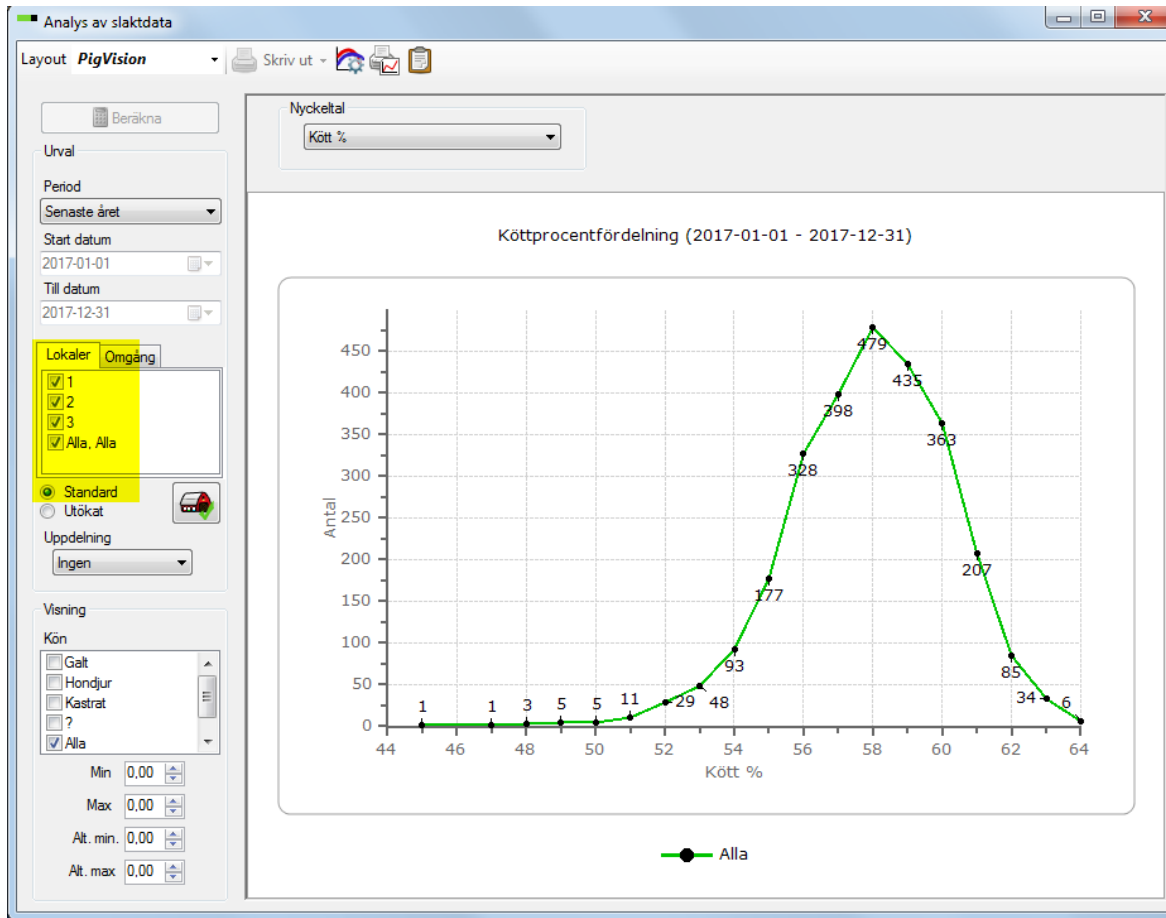 Analys av slaktdata
Layout PigVision Skriv ut
Beräkna
Urval
Period
Senaste året
Start datum
2017-01-01
Till datum
2017-12-31
Lokaler Omgång
1
2
3
Alla, Alla
Standard
Utökat
Uppdelning
Ingen
Visning
Kön
Galt
Hondjur
Kastrat
?
Alla
Min 0,00
Max 0,00
Alt. min. 0,00
Alt. max 0,00
Nyckeltal
Kött %
Köttprocentfördelning (2017-01-01 - 2017-12-31)
Antal
450
400
350
300
250
200
150
100
50
0
479
435
398
363
328
207
177
93
85
1 1 3 5 5 11 29 48 34 6
44 46 48 50 52 54 56 58 60 62 64
Kött %
Alla